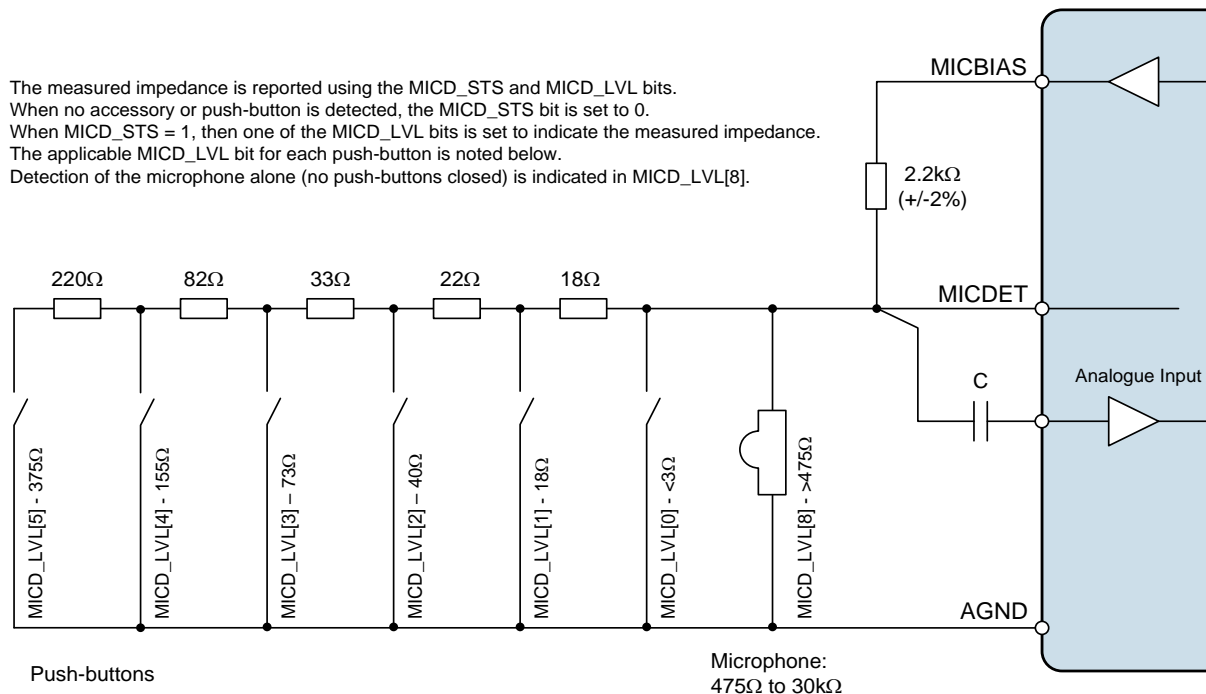 The measured impedance is reported using the MICD_STS and MICD_LVL bits.
When no accessory or push-button is detected, the MICD_STS bit is set to 0.
When MICD_STS = 1, then one of the MICD_LVL bits is set to indicate the measured impedance.
The applicable MICD_LVL bit for each push-button is noted below.
Detection of the microphone alone (no push-buttons closed) is indicated in MICD_LVL[8].
MICBIAS
2.2kΩ
(+/-2%)
220Ω
82Ω
33Ω
22Ω
18Ω
MICDET
C
Analogue Input
MICD_LVL[5] - 375Ω
MICD_LVL[4] - 155Ω
MICD_LVL[3] – 73Ω
MICD_LVL[2] – 40Ω
MICD_LVL[1] - 18Ω
MICD_LVL[0] - <3Ω
MICD_LVL[8] - >475Ω
AGND
Push-buttons
Microphone:
475Ω to 30kΩ